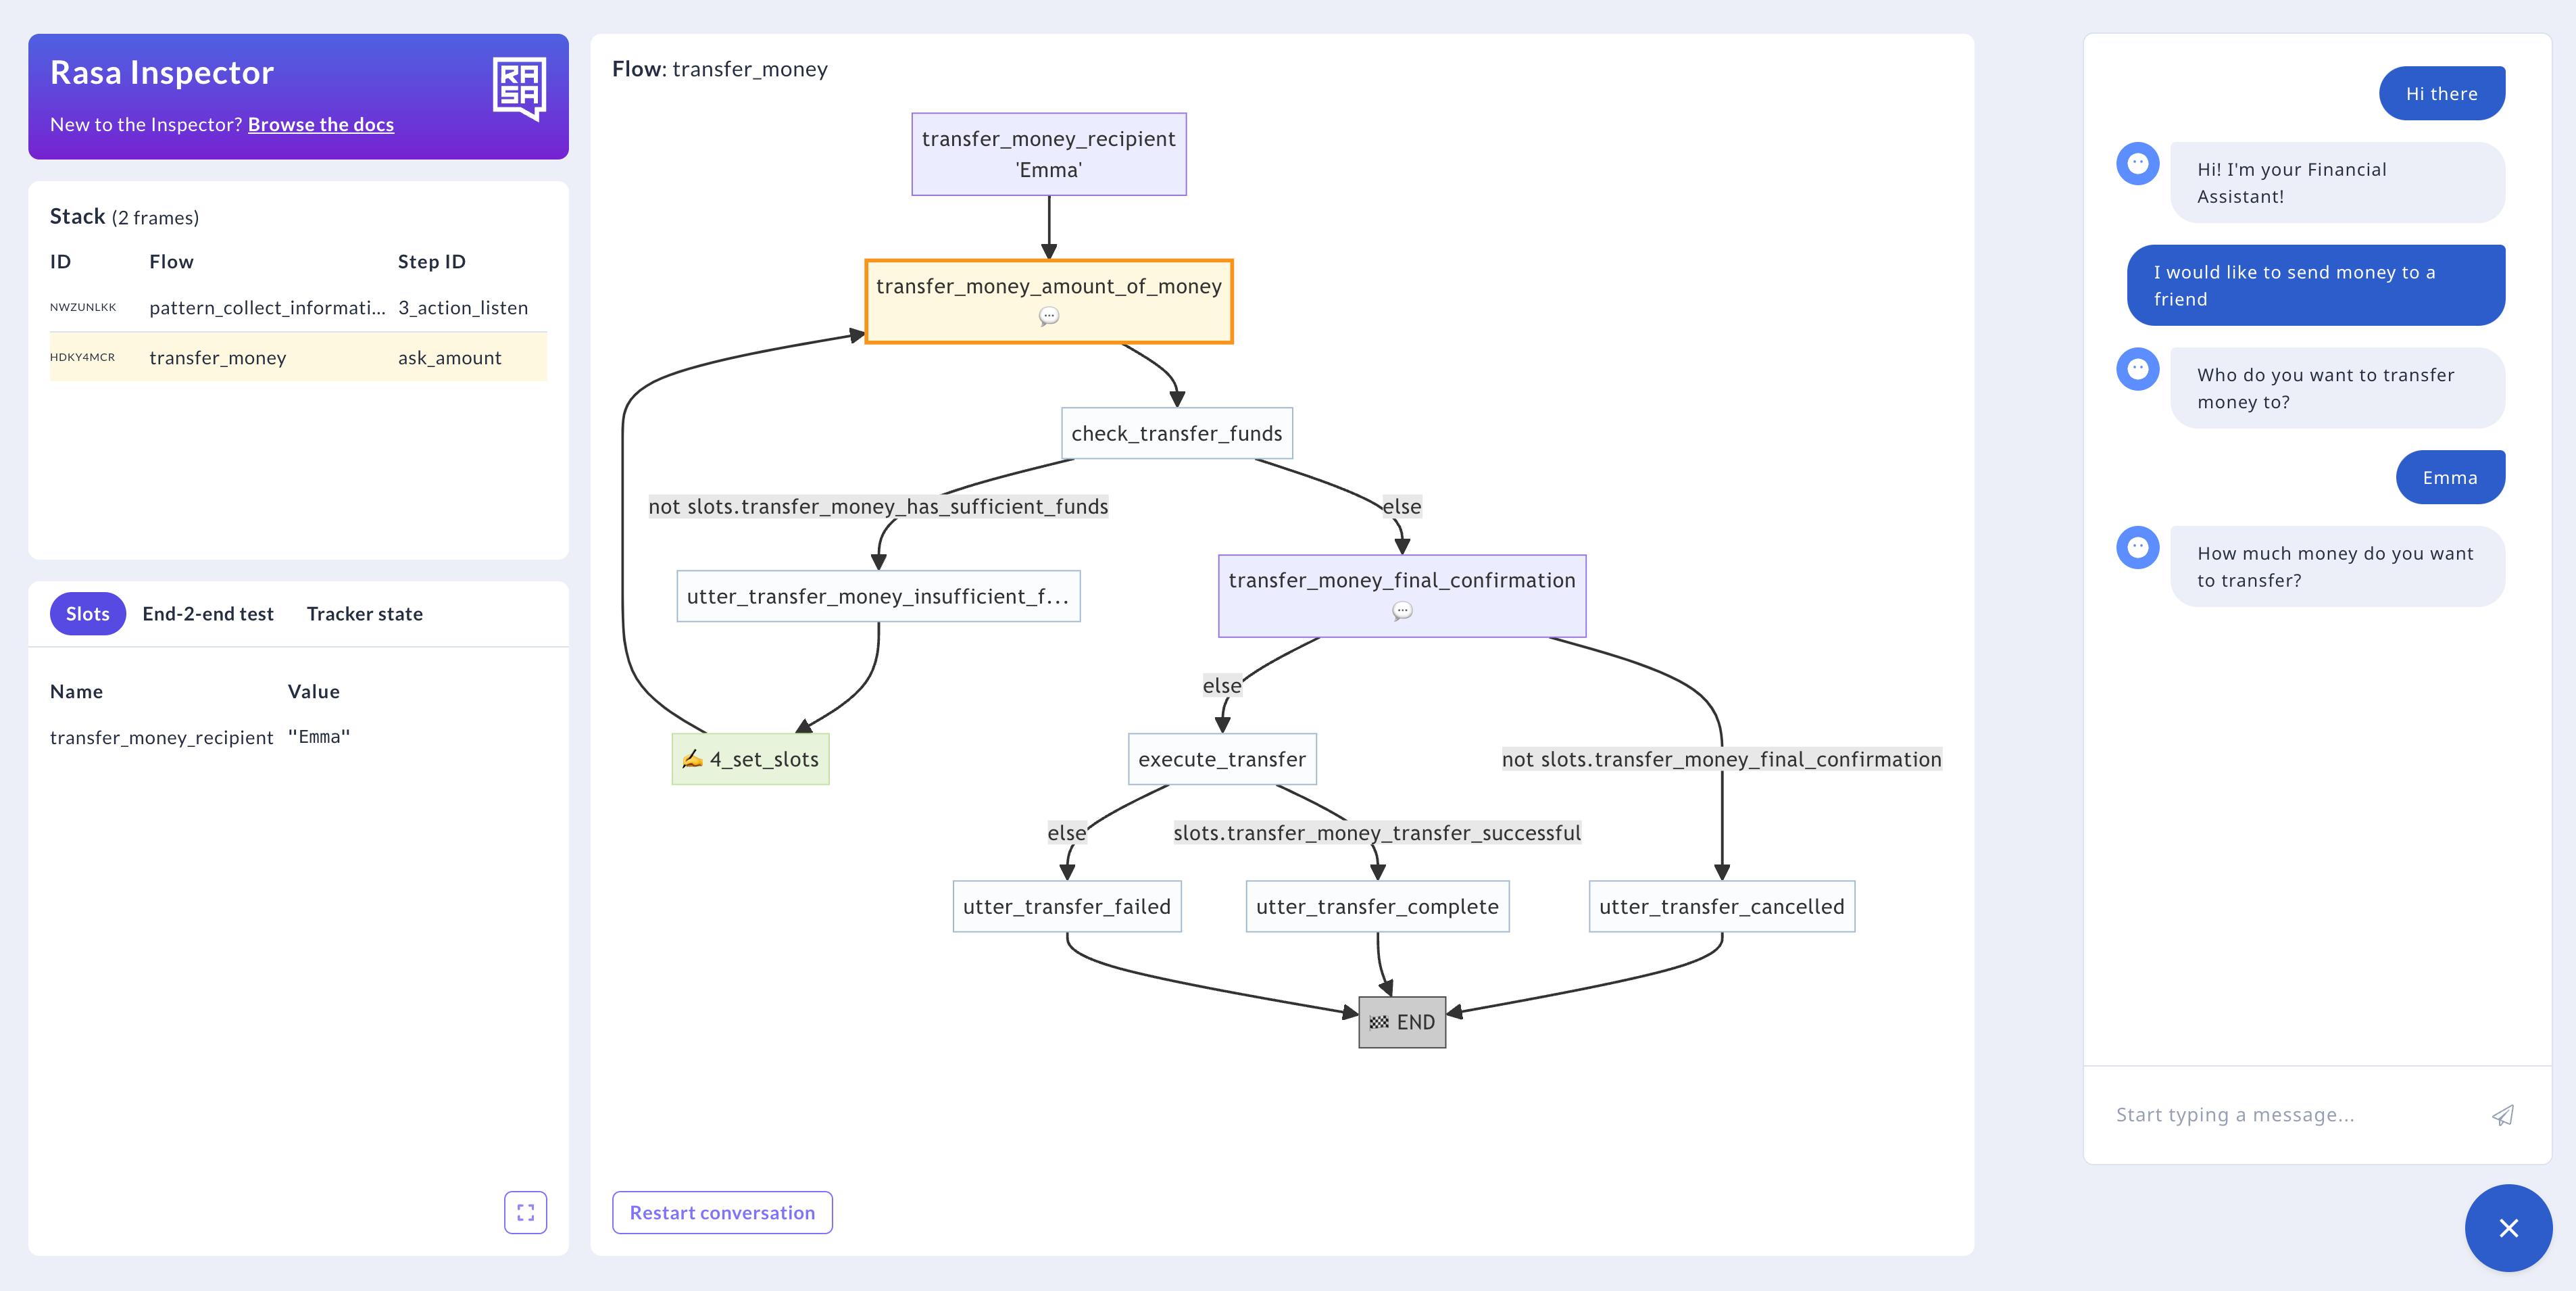 Rasa Inspector
RASA
New to the Inspector? Browse the docs
Stack (2 frames)
ID Flow Step ID
NWZUNLKK pattern_collect_informati... 3_action_listen
HDKY4MCR transfer_money ask_amount
Slots End-2-end test Tracker state
Name Value
transfer_money_recipient "Emma"
Flow: transfer_money
transfer_money_recipient
'Emma'
transfer_money_amount_of_money
check_transfer_funds
not slots.transfer_money_has_sufficient_funds
else
utter_transfer_money_insufficient_f...
transfer_money_final_confirmation
else
4_set_slots
execute_transfer
not slots.transfer_money_final_confirmation
else
slots.transfer_money_transfer_successful
utter_transfer_failed
utter_transfer_complete
utter_transfer_cancelled
END
Restart conversation
Hi there
Hi! I'm your Financial
Assistant!
I would like to send money to a
friend
Who do you want to transfer
money to?
Emma
How much money do you want
to transfer?
Start typing a message...